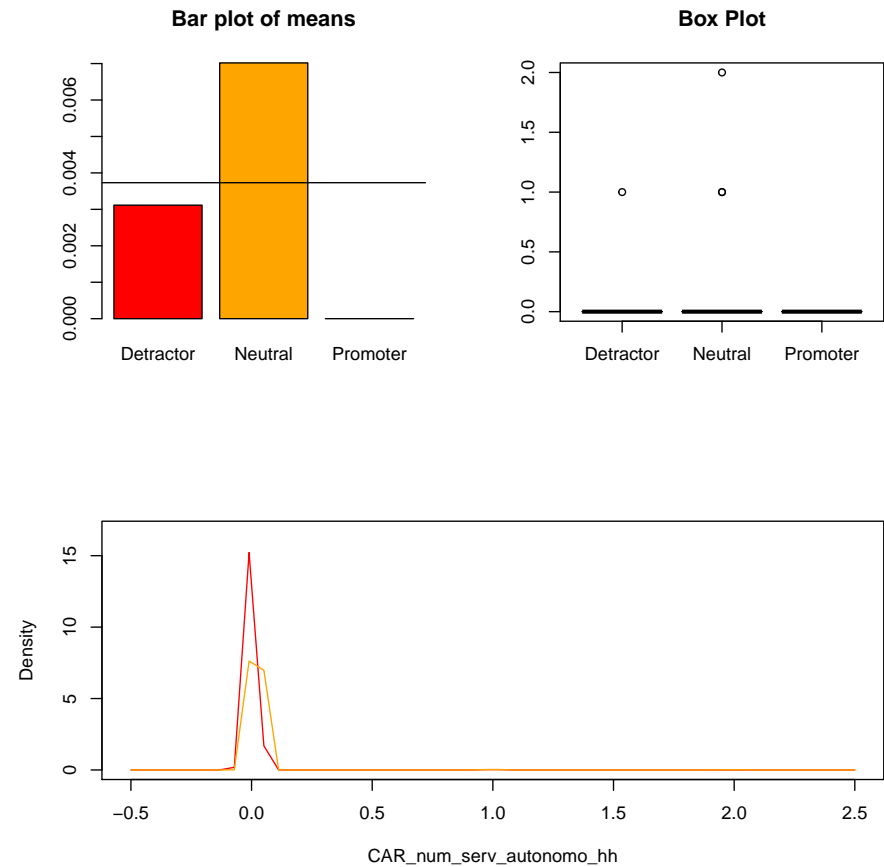 Bar plot of means
0.006
0.004
0.002
0.000
Detractor Neutral Promoter
Box Plot
2.0
1.5
1.0
0.5
0.0
Detractor Neutral Promoter
Density
15
10
5
0
−0.5 0.0 0.5 1.0 1.5 2.0 2.5
CAR_num_serv_autonomo_hh